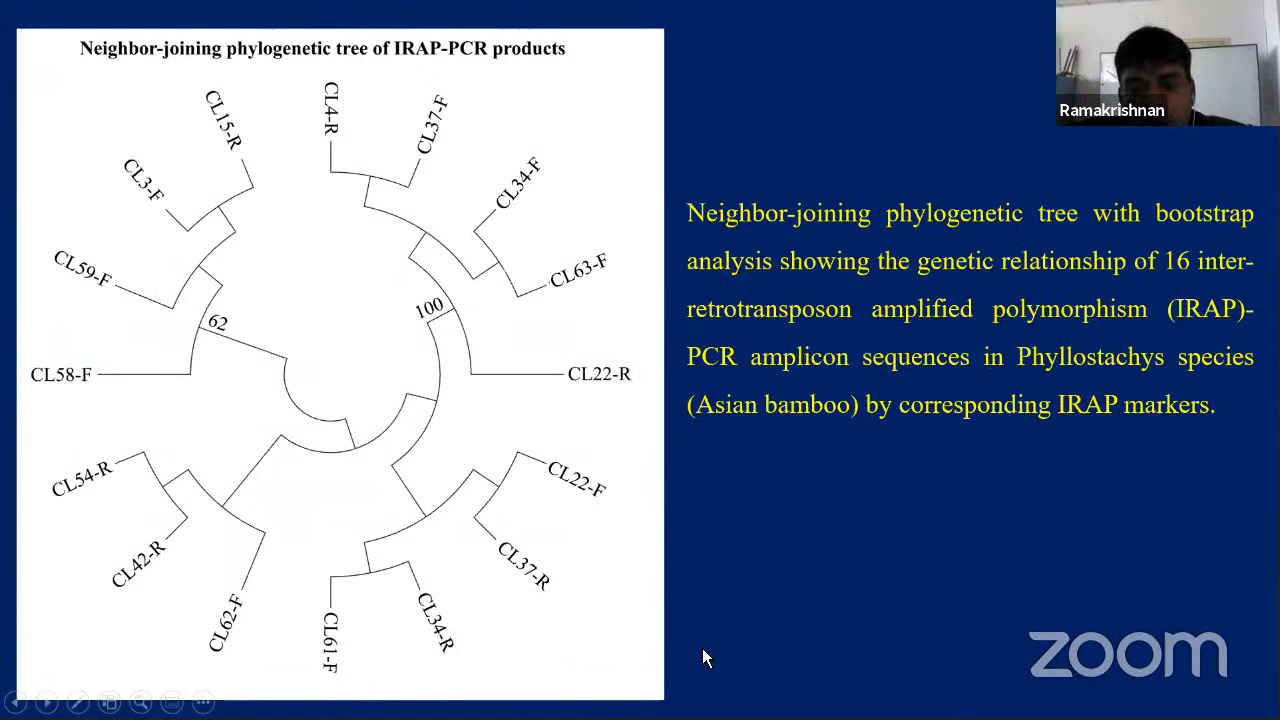 Neighbor-joining phylogenetic tree of IRAP-PCR products
CL4-R
CL37-F
CL15-R
CL34-F
CL3-F
CL63-F
CL59-F
100
62
CL58-F
CL22-R
CL54-R
CL22-F
CL42-R
CL37-R
CL62-F
CL61-F
CL34-R
Ramakrishnan
Neighbor-joining phylogenetic tree with bootstrap
analysis showing the genetic relationship of 16 inter-
retrotransposon amplified polymorphism (IRAP)-
PCR amplicon sequences in Phyllostachys species
(Asian bamboo) by corresponding IRAP markers.
zoom